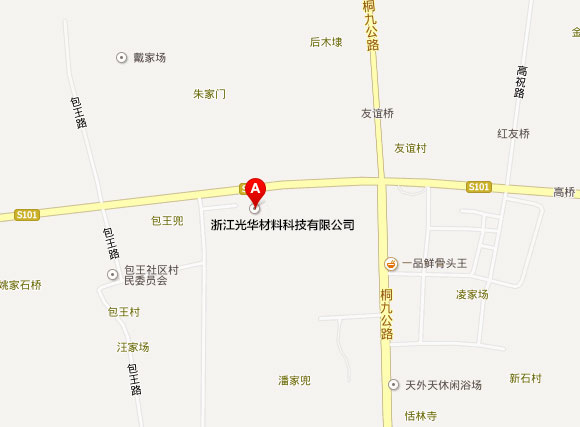 桐九公路
后木埭
金
戴家场
高祝路
朱家门
包王路
友谊桥
红友桥
友谊村
A
S101
高桥
S101
包王兜
浙江光华材料科技有限公司
包王路
一品鲜骨头王
包王社区村
民委员会
姚家石桥
桐九公路
凌家场
包王村
汪家场
包王路
潘家兜
天外天休闲浴场
新石村
恬林寺